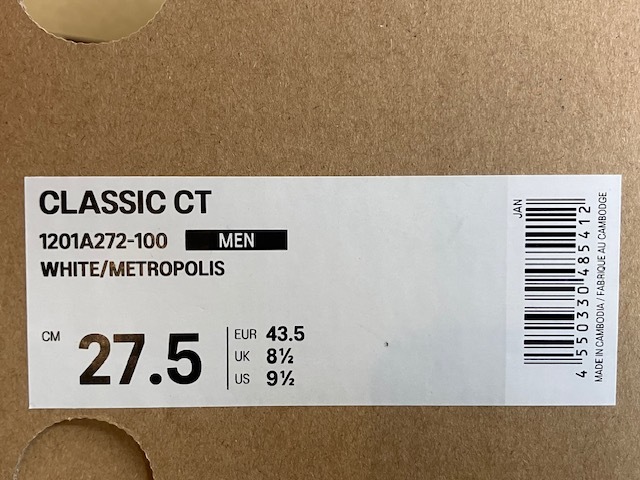 CLASSIC CT
1201A272-100 MEN
WHITE/METROPOLIS
CM 27.5
EUR 43.5
UK 8½
US 9½
JAN
4 550330 485412
MADE IN CAMBODIA / FABRIQUE AU CAMBODGE